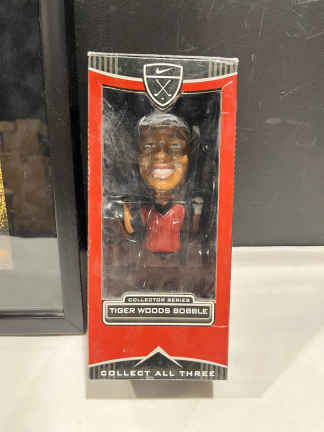 COLLECTOR SERIES
TIGER WOODS BOBBLE
COLLECT ALL THREE